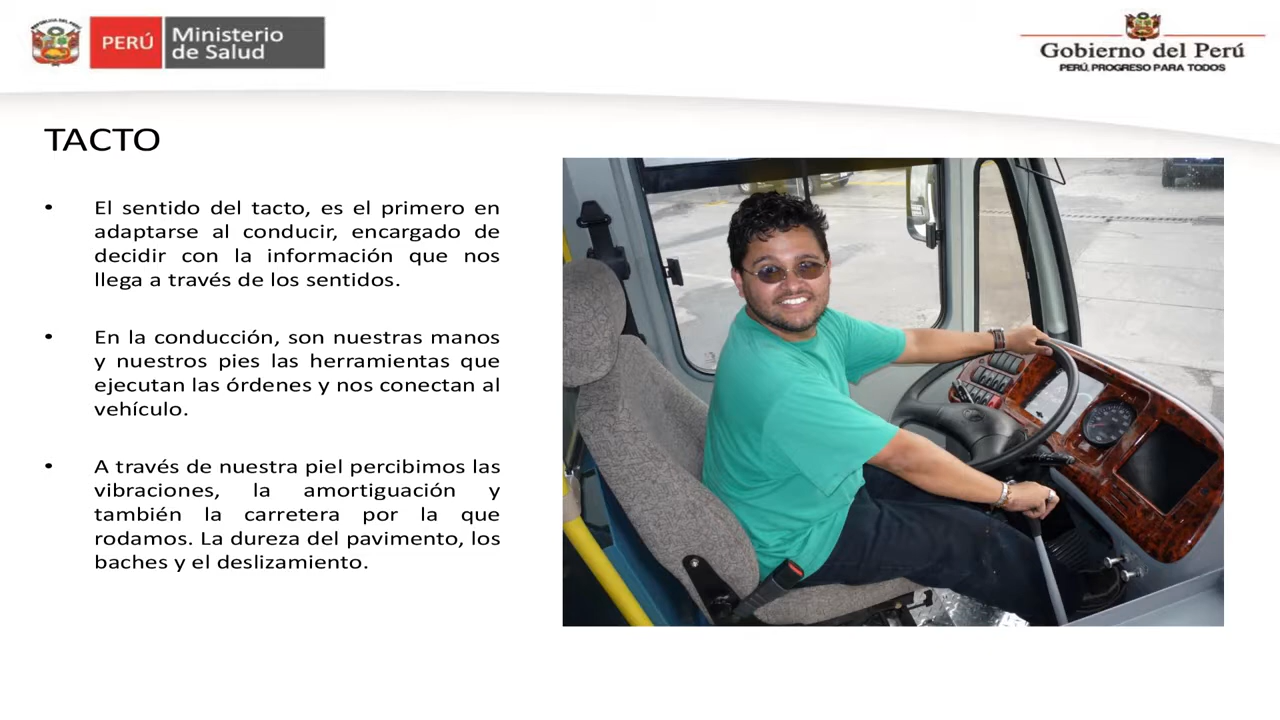 PERÚ
Ministerio
de Salud
Gobierno del Perú
PERÚ, PROGRESO PARA TODOS
TACTO
• El sentido del tacto, es el primero en
adaptarse al conducir, encargado de
decidir con la información que nos
llega a través de los sentidos.
• En la conducción, son nuestras manos
y nuestros pies las herramientas que
ejecutan las órdenes y nos conectan al
vehículo.
• A través de nuestra piel percibimos las
vibraciones, la amortiguación y
también la carretera por la que
rodamos. La dureza del pavimento, los
baches y el deslizamiento.